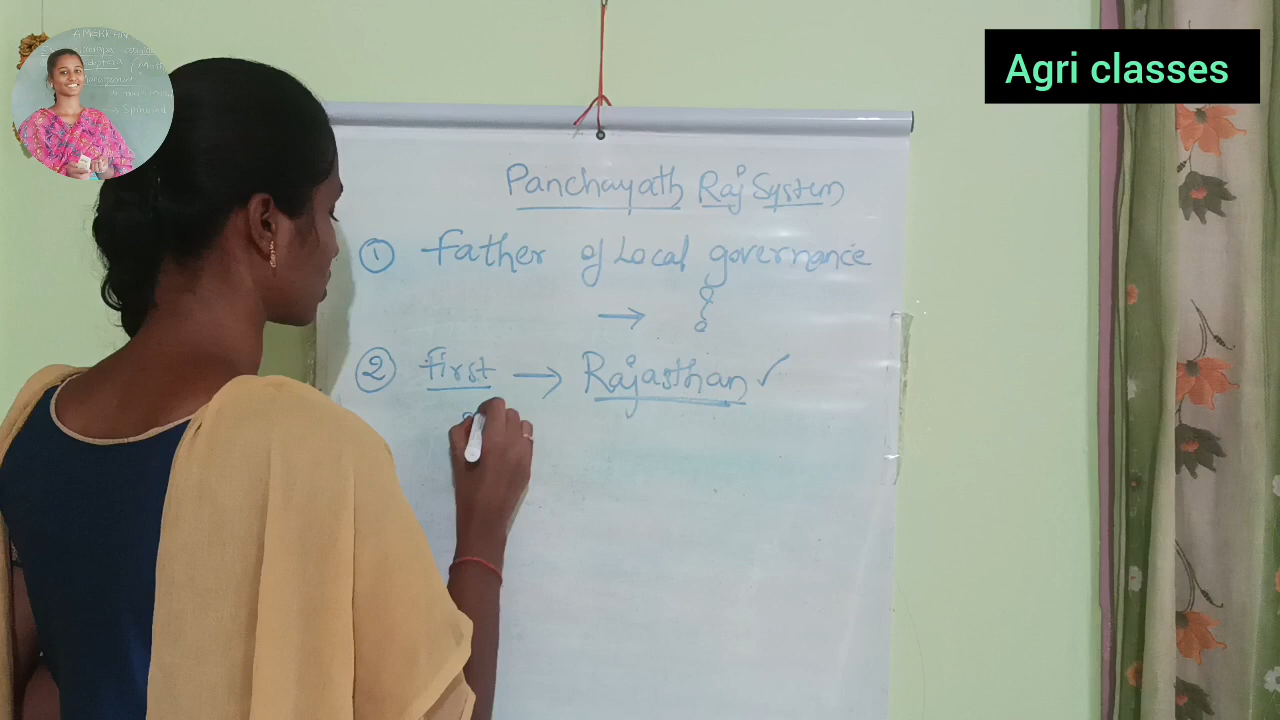 Agri classes
Panchayath Raj System
① Father of Local governance
→ ?
② First → Rajasthan ✓